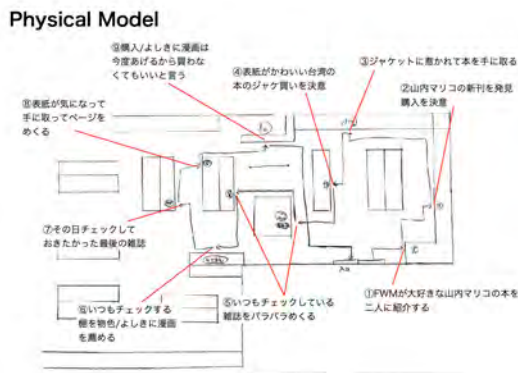 Physical Model
⑨購入/よしきに漫画は
今度あげるから買わな
くてもいいと言う
④表紙がかわいい台湾の
本のジャケ買いを決意
③ジャケットに惹かれて本を手に取る
②山内マリコの新刊を発見
購入を決意
⑧表紙が気になって
手に取ってページを
めくる
⑦その日チェックして
おきたかった最後の雑誌
⑥いつもチェックする
棚を物色/よしきに漫画
を薦める
⑤いつもチェックしている
雑誌をパラパラめくる
①FWMが大好きな山内マリコの本を
二人に紹介する
入口